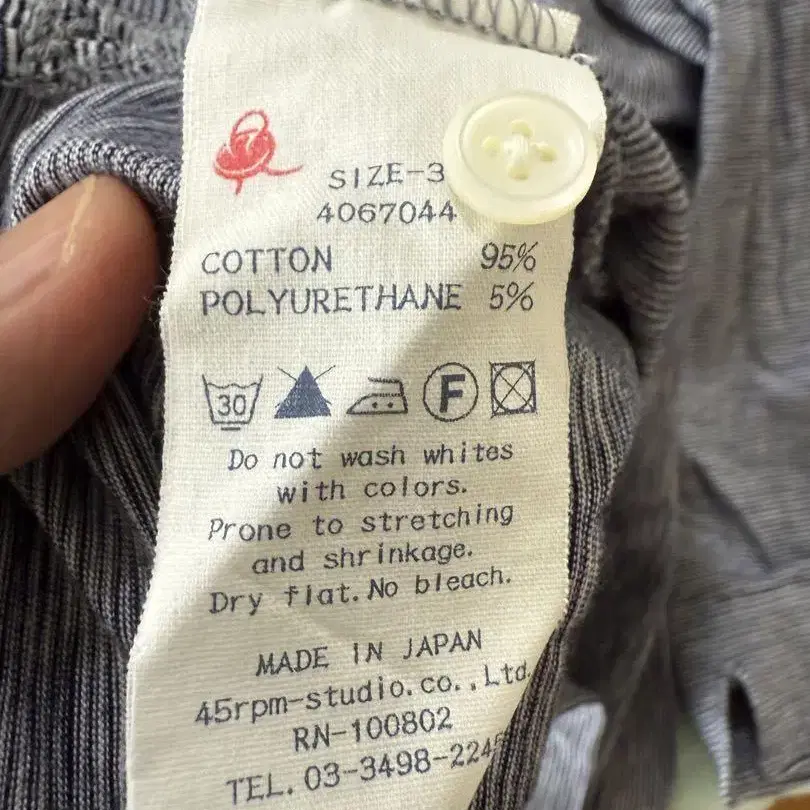 SIZE-3
4067044
COTTON 95%
POLYURETHANE 5%
30 F
Do not wash whites
with colors.
Prone to stretching
and shrinkage.
Dry flat. No bleach.
MADE IN JAPAN
45rpm-studio.co.,Ltd.
RN-100802
TEL. 03-3498-2245